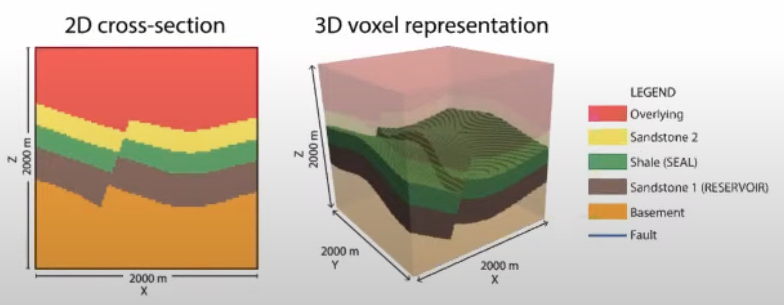 2D cross-section
3D voxel representation
Z
2000 m
2000 m
X
Z
2000 m
2000 m
Y
2000 m
X
LEGEND
Overlying
Sandstone 2
Shale (SEAL)
Sandstone 1 (RESERVOIR)
Basement
Fault